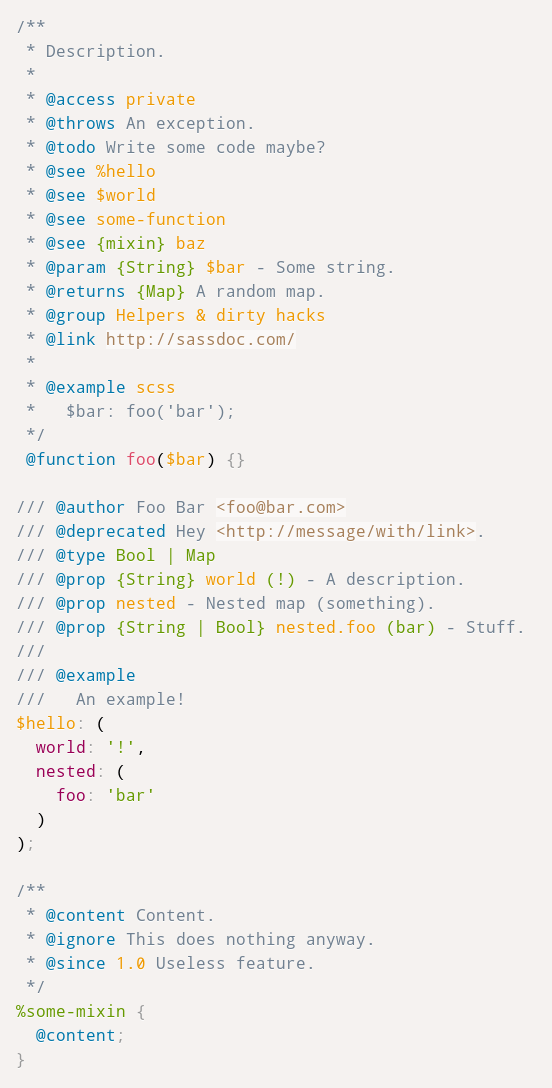 /**
 * Description.
 *
 * @access private
 * @throws An exception.
 * @todo Write some code maybe?
 * @see %hello
 * @see $world
 * @see some-function
 * @see {mixin} baz
 * @param {String} $bar - Some string.
 * @returns {Map} A random map.
 * @group Helpers & dirty hacks
 * @link http://sassdoc.com/
 *
 * @example scss
 *   $bar: foo('bar');
 */
 @function foo($bar) {}

/// @author Foo Bar <foo@bar.com>
/// @deprecated Hey <http://message/with/link>.
/// @type Bool | Map
/// @prop {String} world (!) - A description.
/// @prop nested - Nested map (something).
/// @prop {String | Bool} nested.foo (bar) - Stuff.
///
/// @example
///   An example!
$hello: (
  world: '!',
  nested: (
    foo: 'bar'
  )
);

/**
 * @content Content.
 * @ignore This does nothing anyway.
 * @since 1.0 Useless feature.
 */
%some-mixin {
  @content;
}